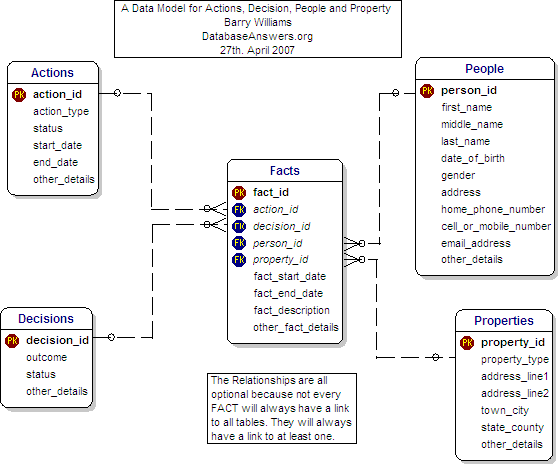 A Data Model for Actions, Decision, People and Property
Barry Williams
DatabaseAnswers.org
27th. April 2007
Actions
PK action_id
action_type
status
start_date
end_date
other_details
People
PK person_id
first_name
middle_name
last_name
date_of_birth
gender
address
home_phone_number
cell_or_mobile_number
email_address
other_details
Facts
PK fact_id
FK action_id
FK decision_id
FK person_id
FK property_id
fact_start_date
fact_end_date
fact_description
other_fact_details
Decisions
PK decision_id
outcome
status
other_details
Properties
PK property_id
property_type
address_line1
address_line2
town_city
state_county
other_details
The Relationships are all
optional because not every
FACT will always have a link
to all tables. They will always
have a link to at least one.